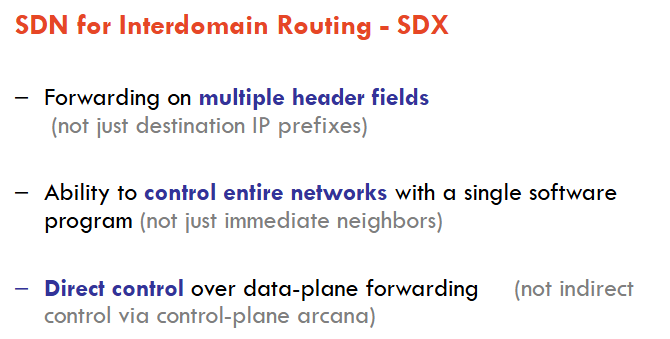 SDN for Interdomain Routing - SDX
– Forwarding on multiple header fields
(not just destination IP prefixes)
– Ability to control entire networks with a single software
program (not just immediate neighbors)
– Direct control over data-plane forwarding (not indirect
control via control-plane arcana)